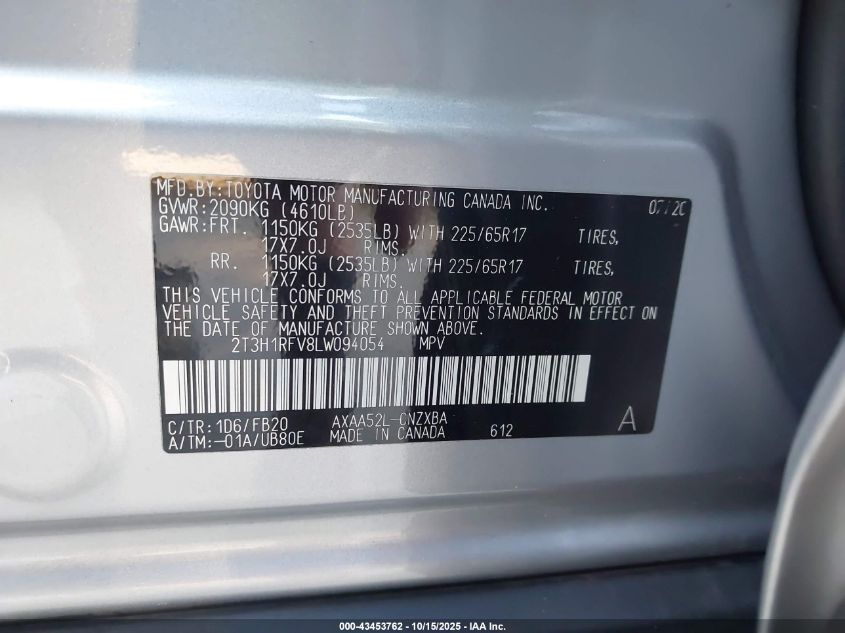 MFD.BY:TOYOTA MOTOR MANUFACTURING CANADA INC. 07/20
GVWR:2090KG (4610LB)
GAWR:FRT. 1150KG (2535LB) WITH 225/65R17 TIRES,
17X7.0J RIMS.
RR. 1150KG (2535LB) WITH 225/65R17 TIRES,
17X7.0J RIMS.
THIS VEHICLE CONFORMS TO ALL APPLICABLE FEDERAL MOTOR
VEHICLE SAFETY AND THEFT PREVENTION STANDARDS IN EFFECT ON
THE DATE OF MANUFACTURE SHOWN ABOVE.
2T3H1RFV8LW094054 MPV
C/TR:1D6/FB20 AXAA52L-CNZXBA
A/TM:-01A/UB80E MADE IN CANADA 612 A
000-43453762 - 10/15/2025 - IAA Inc.